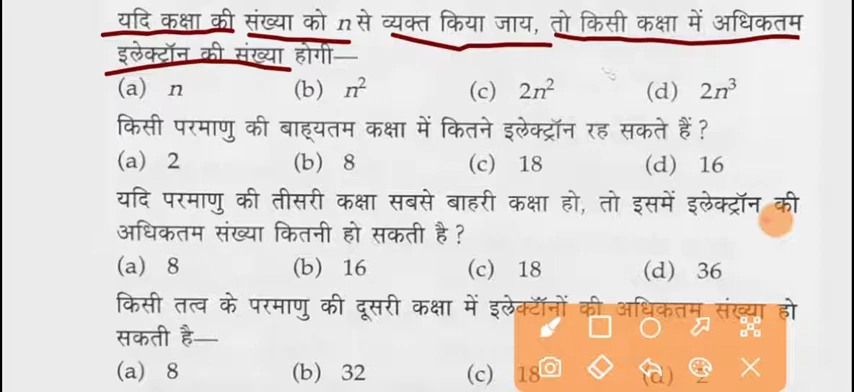 यदि कक्षा की संख्या को n से व्यक्त किया जाय, तो किसी कक्षा में अधिकतम
इलेक्ट्रॉन की संख्या होगी—
(a) n (b) n² (c) 2n² (d) 2n³
किसी परमाणु की बाह्यतम कक्षा में कितने इलेक्ट्रॉन रह सकते हैं ?
(a) 2 (b) 8 (c) 18 (d) 16
यदि परमाणु की तीसरी कक्षा सबसे बाहरी कक्षा हो, तो इसमें इलेक्ट्रॉन की
अधिकतम संख्या कितनी हो सकती है ?
(a) 8 (b) 16 (c) 18 (d) 36
किसी तत्व के परमाणु की दूसरी कक्षा में इलेक्ट्रॉनों की अधिकतम संख्या हो
सकती है—
(a) 8 (b) 32 (c) 18 (d) 2